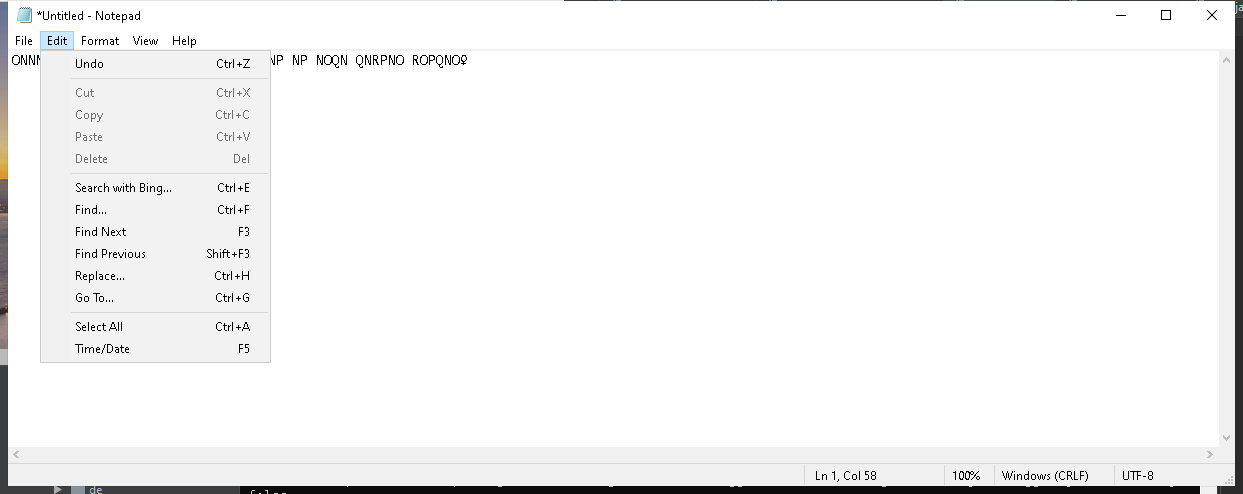 *Untitled - Notepad
File Edit Format View Help
ONNN NP NP NOQN QNRPNO ROPQNO♀
Undo Ctrl+Z
Cut Ctrl+X
Copy Ctrl+C
Paste Ctrl+V
Delete Del
Search with Bing... Ctrl+E
Find... Ctrl+F
Find Next F3
Find Previous Shift+F3
Replace... Ctrl+H
Go To... Ctrl+G
Select All Ctrl+A
Time/Date F5
Ln 1, Col 58 100% Windows (CRLF) UTF-8
de